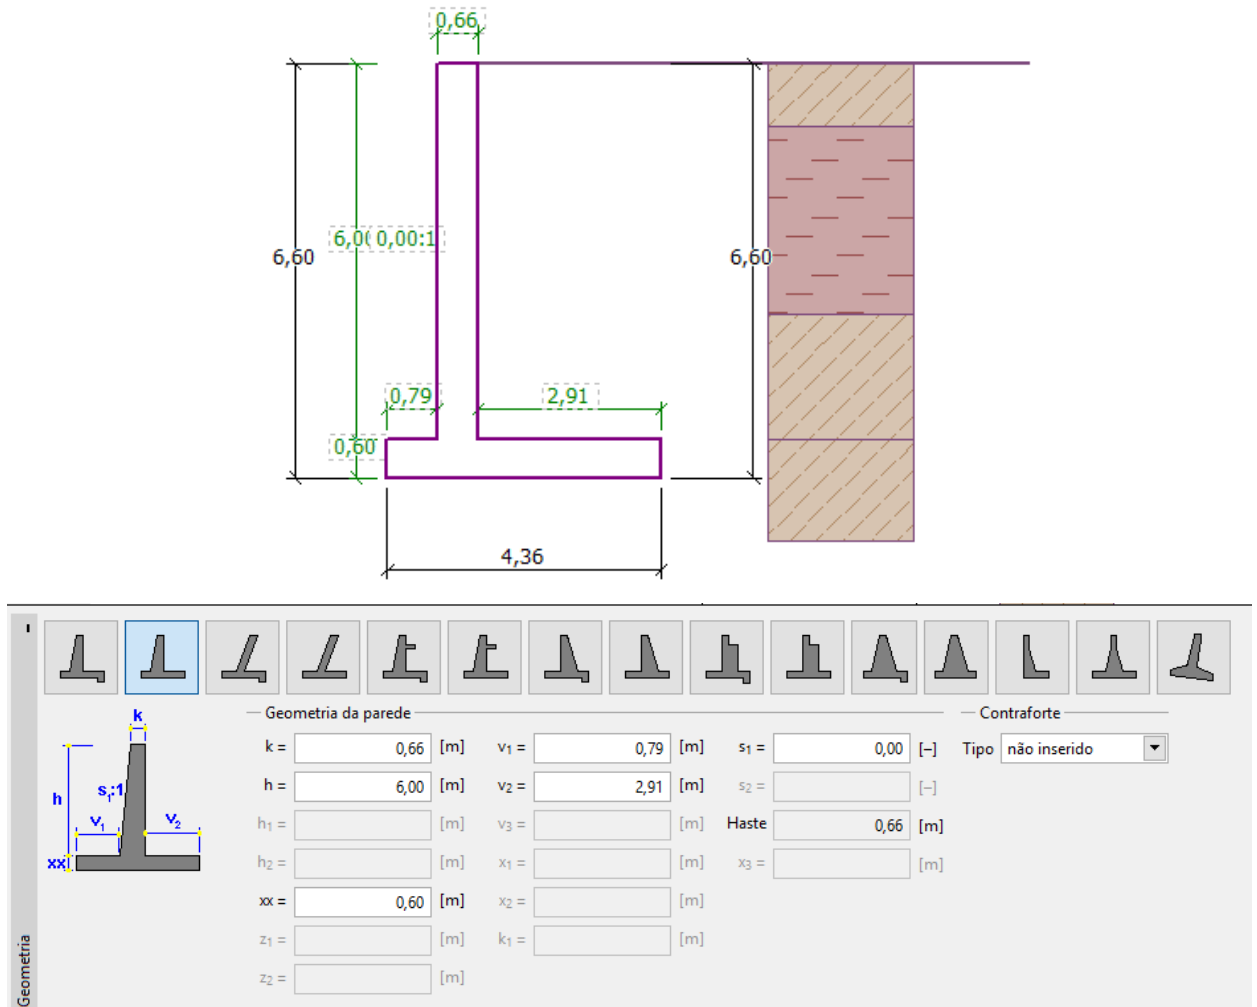 0,66
6,00
0,00:1
6,60
6,60
0,79
2,91
0,60
4,36
k
h
s₁:1
v₁
v₂
xx
Geometria da parede
Contraforte
k = 0,66 [m] v₁ = 0,79 [m] s₁ = 0,00 [–] Tipo não inserido
h = 6,00 [m] v₂ = 2,91 [m] s₂ = [–]
h₁ = [m] v₃ = [m] Haste 0,66 [m]
h₂ = [m] x₁ = [m] x₃ = [m]
xx = 0,60 [m] x₂ = [m]
z₁ = [m] k₁ = [m]
z₂ = [m]
Geometria